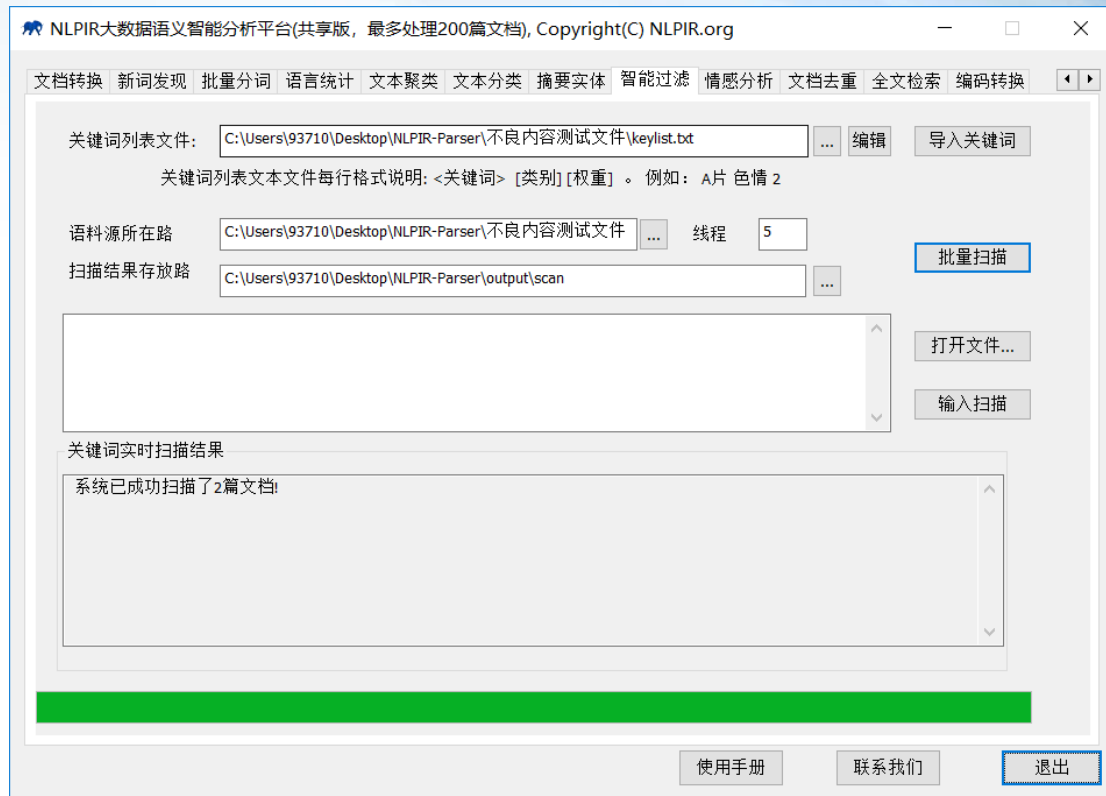 NLPIR大数据语义智能分析平台(共享版，最多处理200篇文档), Copyright(C) NLPIR.org
文档转换 新词发现 批量分词 语言统计 文本聚类 文本分类 摘要实体 智能过滤 情感分析 文档去重 全文检索 编码转换
关键词列表文件: C:\Users\93710\Desktop\NLPIR-Parser\不良内容测试文件\keylist.txt ... 编辑 导入关键词
关键词列表文本文件每行格式说明: <关键词> [类别] [权重] 。 例如： A片 色情 2
语料源所在路 C:\Users\93710\Desktop\NLPIR-Parser\不良内容测试文件 ... 线程 5
批量扫描
扫描结果存放路 C:\Users\93710\Desktop\NLPIR-Parser\output\scan ...
打开文件...
输入扫描
关键词实时扫描结果
系统已成功扫描了2篇文档!
使用手册 联系我们 退出